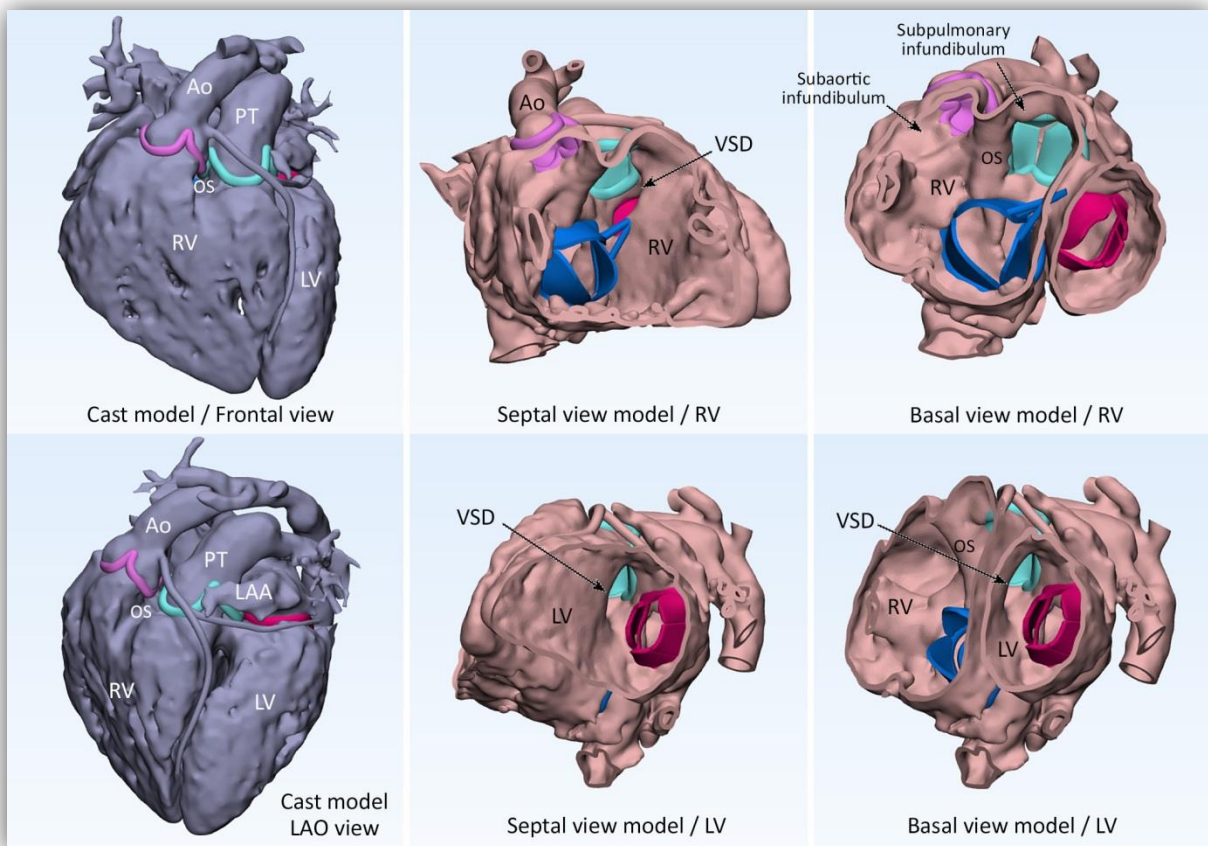 Ao
PT
OS
RV
LV
Cast model / Frontal view
Ao
VSD
RV
Septal view model / RV
Subpulmonary
infundibulum
Subaortic
infundibulum
OS
RV
Basal view model / RV
Ao
PT
LAA
OS
RV
LV
Cast model
LAO view
VSD
LV
Septal view model / LV
VSD
OS
RV
LV
Basal view model / LV